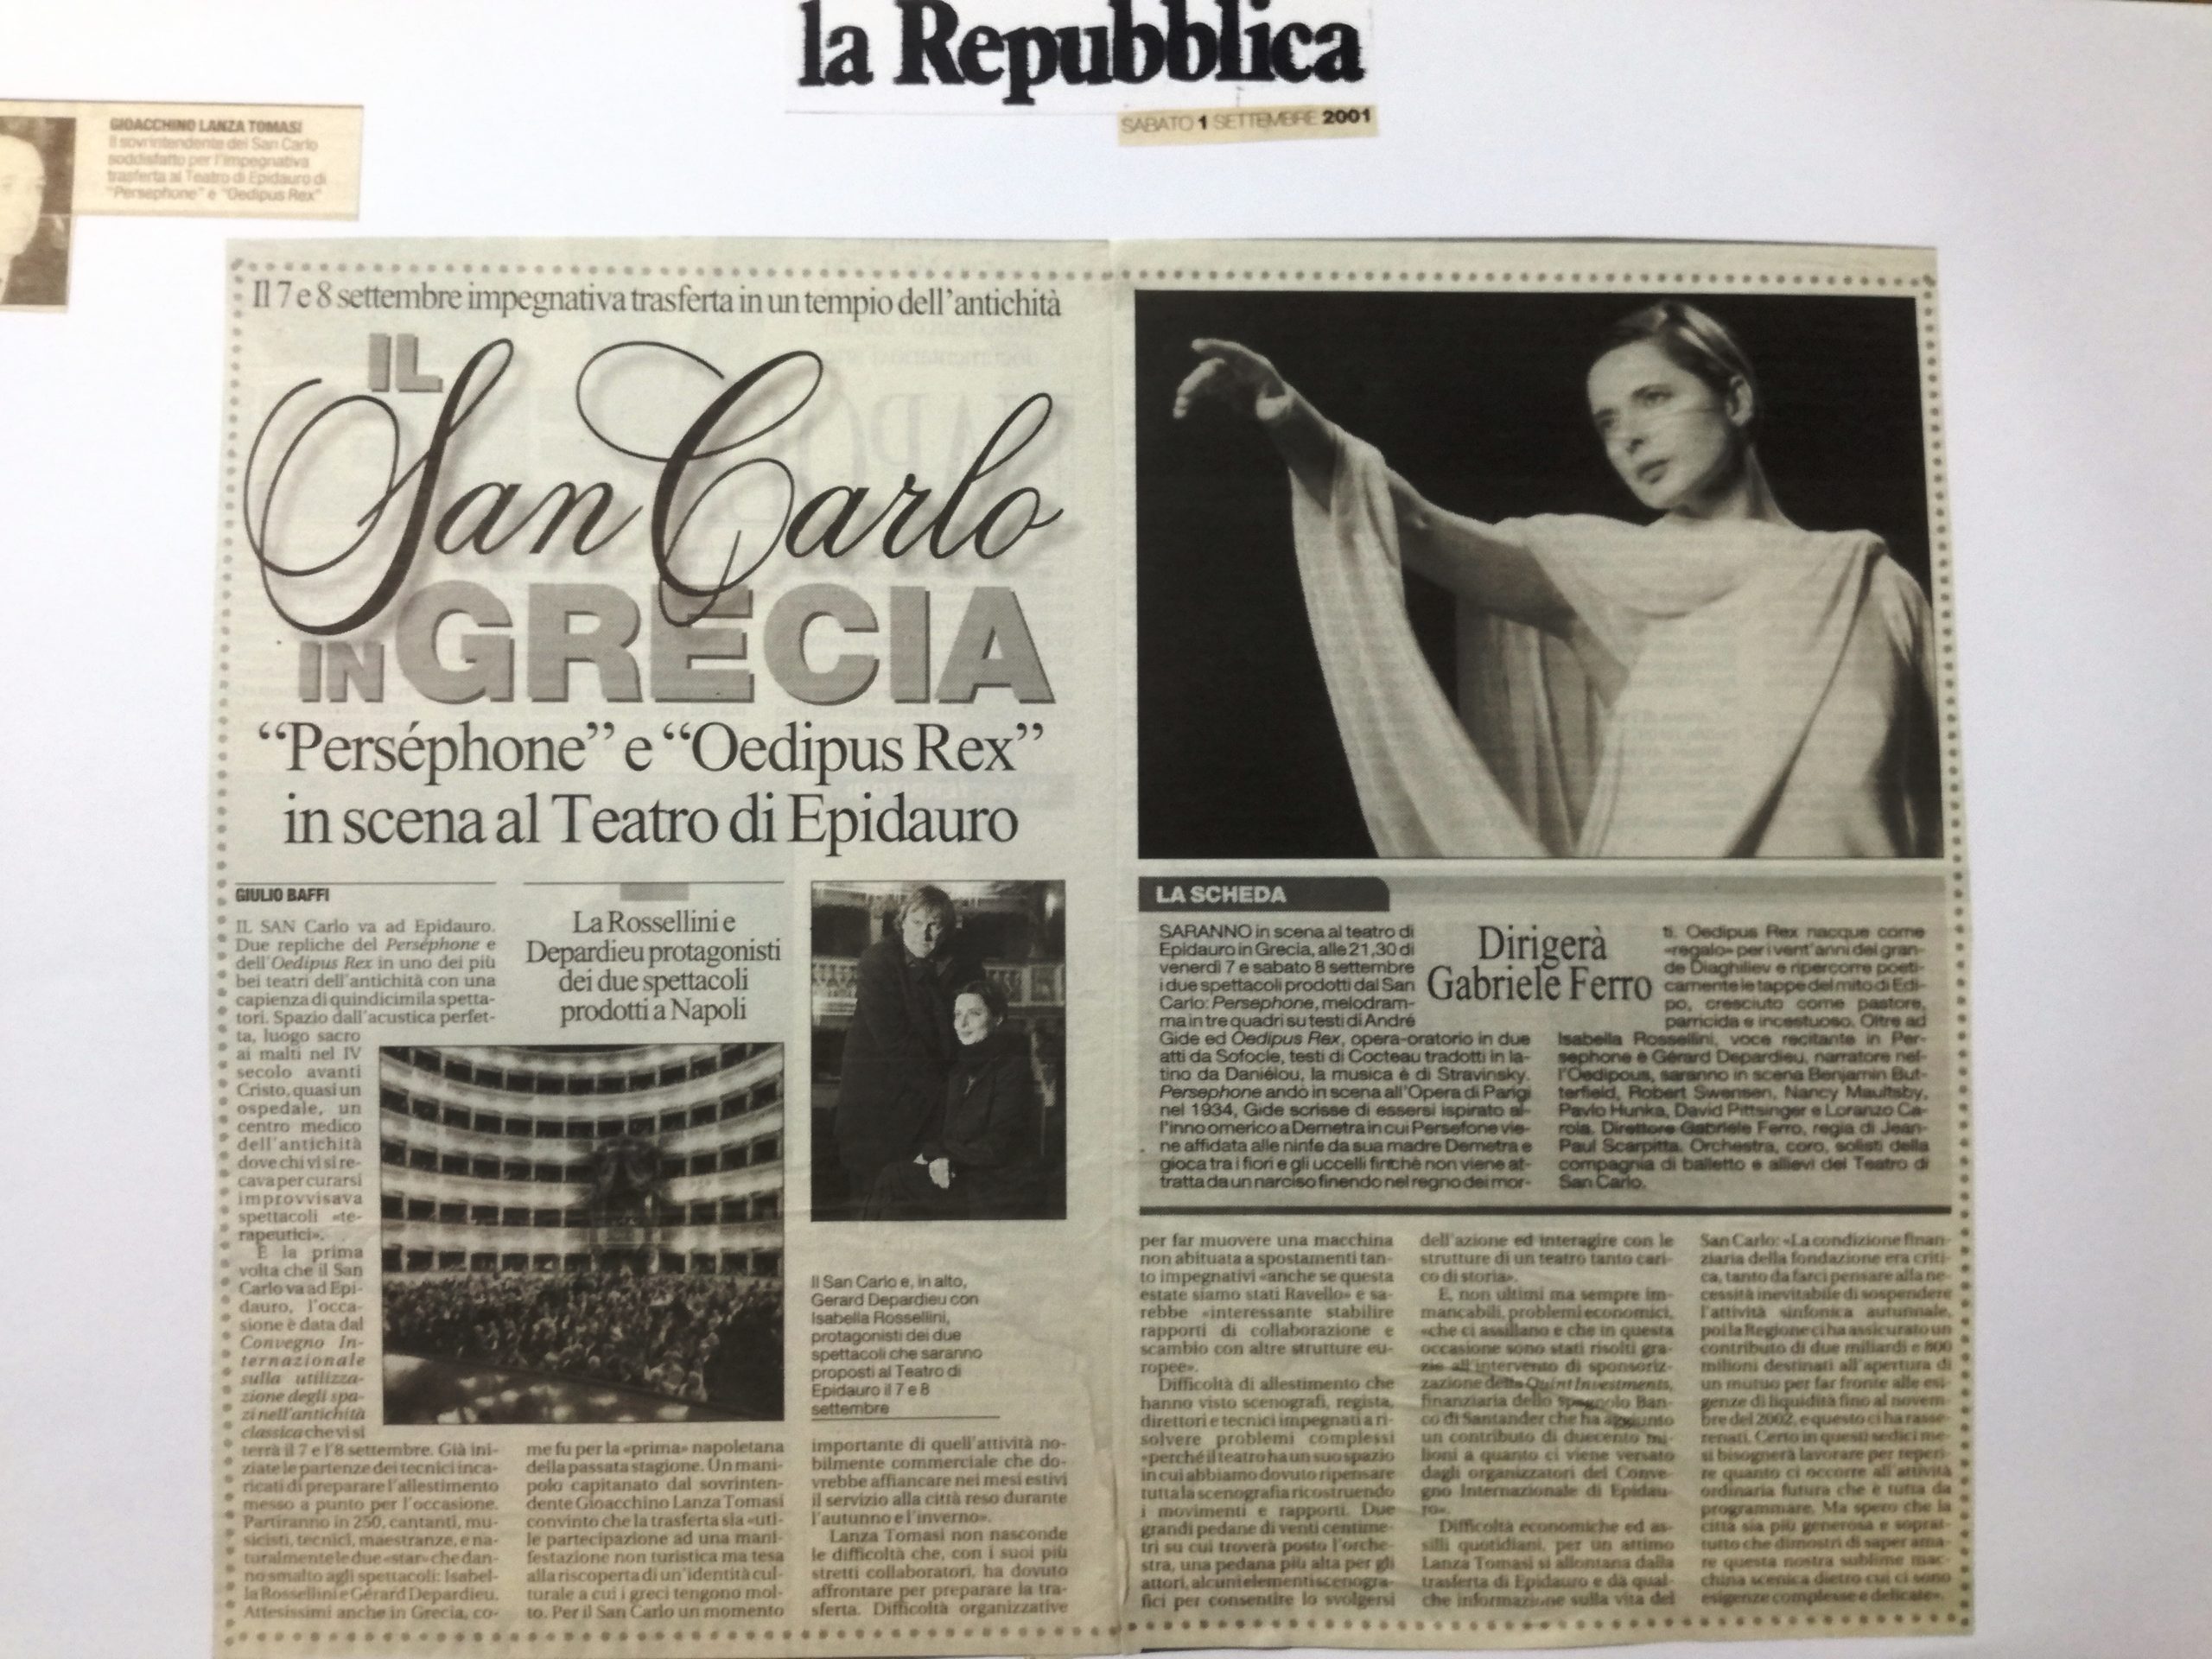 la Repubblica
SABATO 1 SETTEMBRE 2001
GIOACCHINO LANZA TOMASI
Il sovrintendente del San Carlo
soddisfatto per l'impegnativa
trasferta al Teatro di Epidauro di
"Persephone" e "Oedipus Rex"
Il 7 e 8 settembre impegnativa trasferta in un tempio dell'antichità
IL
San Carlo
IN GRECIA
“Perséphone” e “Oedipus Rex”
in scena al Teatro di Epidauro
GIULIO BAFFI
IL SAN Carlo va ad Epidauro.
Due repliche del Perséphone e
dell'Oedipus Rex in uno dei più
bei teatri dell'antichità con una
capienza di quindicimila spetta-
tori. Spazio dall'acustica perfet-
ta, luogo sacro
ai malti nel IV
secolo avanti
Cristo, quasi un
ospedale, un
centro medico
dell'antichità
dove chi vi si re-
cava per curarsi
improvvisava
spettacoli «te-
rapeutici».
È la prima
volta che il San
Carlo va ad Epi-
dauro, l'occa-
sione è data dal
Convegno In-
ternazionale
sulla utilizza-
zione degli spa-
zi nell'antichità
classica che vi si
terrà il 7 e l'8 settembre. Già ini-
ziate le partenze dei tecnici inca-
ricati di preparare l'allestimento
messo a punto per l'occasione.
Partiranno in 250, cantanti, mu-
sicisti, tecnici, maestranze, e na-
turalmente le due «star» che dan-
no smalto agli spettacoli: Isabel-
la Rossellini e Gérard Depardieu.
Attesissimi anche in Grecia, co-
La Rossellini e
Depardieu protagonisti
dei due spettacoli
prodotti a Napoli
me fu per la «prima» napoletana
della passata stagione. Un mani-
polo capitanato dal sovrinten-
dente Gioacchino Lanza Tomasi
convinto che la trasferta sia «uti-
le partecipazione ad una mani-
festazione non turistica ma tesa
alla riscoperta di un'identità cul-
turale a cui i greci tengono mol-
to. Per il San Carlo un momento
Il San Carlo e, in alto,
Gerard Depardieu con
Isabella Rossellini,
protagonisti dei due
spettacoli che saranno
proposti al Teatro di
Epidauro il 7 e 8
settembre
importante di quell'attività no-
bilmente commerciale che do-
vrebbe affiancare nei mesi estivi
il servizio alla città reso durante
l'autunno e l'inverno».
Lanza Tomasi non nasconde
le difficoltà che, con i suoi più
stretti collaboratori, ha dovuto
affrontare per preparare la tra-
sferta. Difficoltà organizzative
LA SCHEDA
Dirigerà
Gabriele Ferro
SARANNO in scena al teatro di
Epidauro in Grecia, alle 21,30 di
venerdì 7 e sabato 8 settembre
i due spettacoli prodotti dal San
Carlo: Persephone, melodram-
ma in tre quadri su testi di André
Gide ed Oedipus Rex, opera-oratorio in due
atti da Sofocle, testi di Cocteau tradotti in la-
tino da Daniélou, la musica è di Stravinsky.
Persephone andò in scena all'Opera di Parigi
nel 1934, Gide scrisse di essersi ispirato al-
l'inno omerico a Demetra in cui Persefone vie-
ne affidata alle ninfe da sua madre Demetra e
gioca tra i fiori e gli uccelli finchè non viene at-
tratta da un narciso finendo nel regno dei mor-
ti. Oedipus Rex nacque come
«regalo» per i vent'anni del gran-
de Diaghiliev e ripercorre poeti-
camente le tappe del mito di Edi-
po, cresciuto come pastore,
parricida e incestuoso. Oltre ad
Isabella Rossellini, voce recitante in Per-
sephone e Gérard Depardieu, narratore nel-
l'Oedipous, saranno in scena Benjamin But-
terfield, Robert Swensen, Nancy Maultsby,
Pavlo Hunka, David Pittsinger e Loranzo Ca-
rola. Direttore Gabriele Ferro, regia di Jean-
Paul Scarpitta. Orchestra, coro, solisti della
compagnia di balletto e allievi del Teatro di
San Carlo.
per far muovere una macchina
non abituata a spostamenti tan-
to impegnativi «anche se questa
estate siamo stati Ravello» e sa-
rebbe «interessante stabilire
rapporti di collaborazione e
scambio con altre strutture eu-
ropee».
Difficoltà di allestimento che
hanno visto scenografi, regista,
direttori e tecnici impegnati a ri-
solvere problemi complessi
«perché il teatro ha un suo spazio
in cui abbiamo dovuto ripensare
tutta la scenografia ricostruendo
i movimenti e rapporti. Due
grandi pedane di venti centime-
tri su cui troverà posto l'orche-
stra, una pedana più alta per gli
attori, alcuni elementi scenogra-
fici per consentire lo svolgersi
dell'azione ed interagire con le
strutture di un teatro tanto cari-
co di storia».
E, non ultimi ma sempre im-
mancabili, problemi economici,
«che ci assillano e che in questa
occasione sono stati risolti gra-
zie all'intervento di sponsoriz-
zazione della Quint Investments,
finanziaria dello spagnolo Ban-
co di Santander che ha aggiunto
un contributo di duecento mi-
lioni a quanto ci viene versato
dagli organizzatori del Conve-
gno Internazionale di Epidau-
ro».
Difficoltà economiche ed as-
silli quotidiani, per un attimo
Lanza Tomasi si allontana dalla
trasferta di Epidauro e dà qual-
che informazione sulla vita del
San Carlo: «La condizione finan-
ziaria della fondazione era criti-
ca, tanto da farci pensare alla ne-
cessità inevitabile di sospendere
l'attività sinfonica autunnale,
poi la Regione ci ha assicurato un
contributo di due miliardi e 800
milioni destinati all'apertura di
un mutuo per far fronte alle esi-
genze di liquidità fino al novem-
bre del 2002, e questo ci ha rasse-
renati. Certo in questi sedici me-
si bisognerà lavorare per reperi-
re quanto ci occorre all'attività
ordinaria futura che è tutta da
programmare. Ma spero che la
città sia più generosa e soprat-
tutto che dimostri di saper ama-
re questa nostra sublime mac-
china scenica dietro cui ci sono
esigenze complesse e delicate».